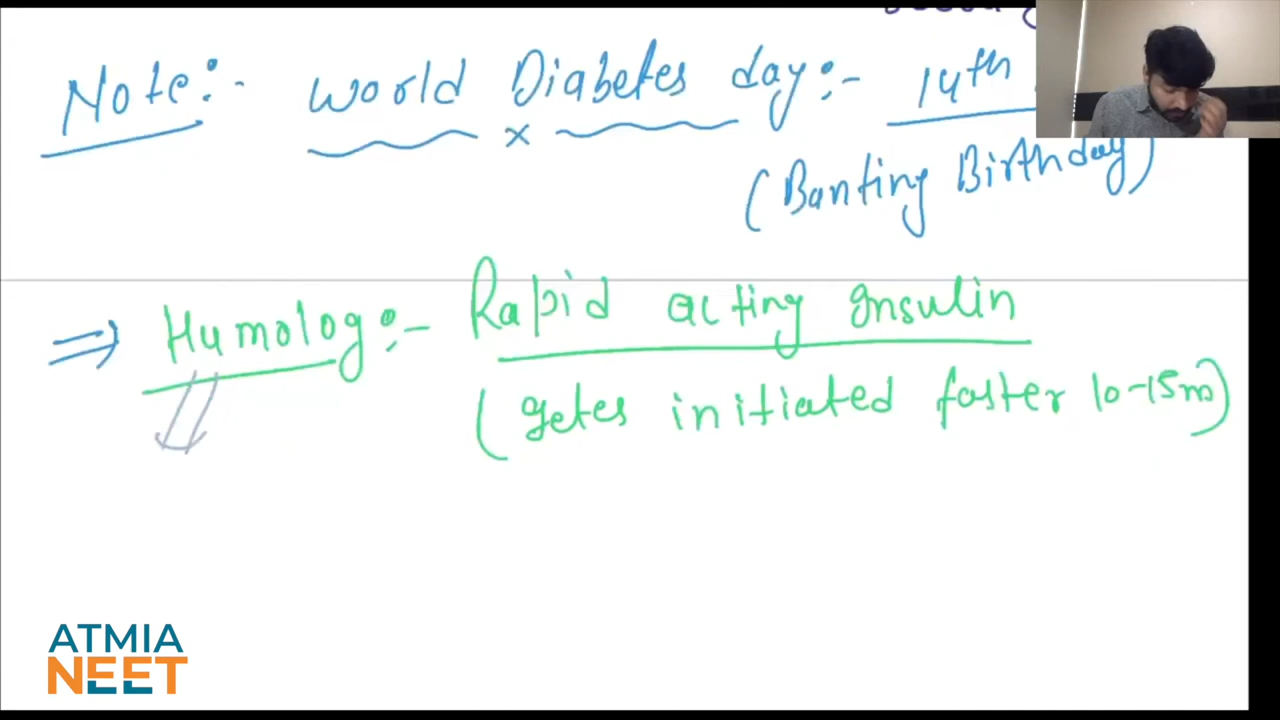 Note:- World Diabetes day:- 14th
(Banting Birthday)
⇒ Humolog:- Rapid acting Insulin
(getes initiated faster 10-15m)
ATMIA
NEET